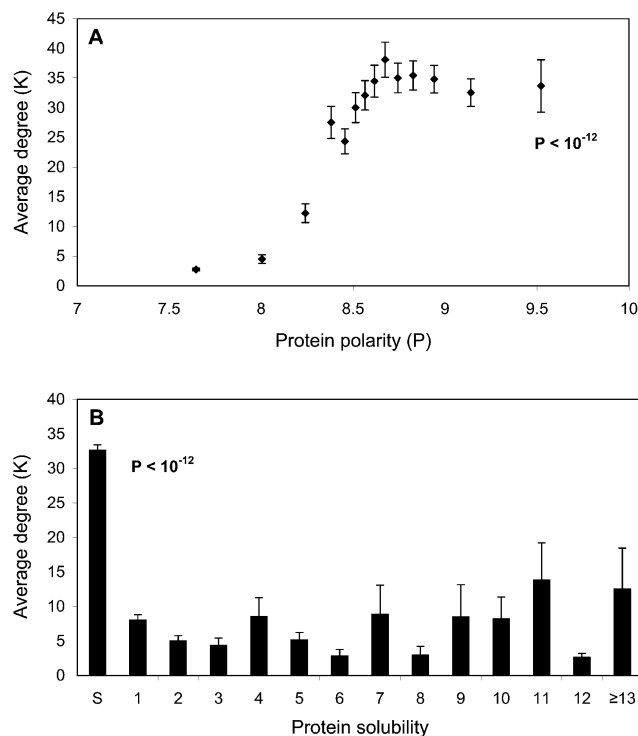 A
Average degree (K)
45
40
35
30
25
20
15
10
5
0
P < 10⁻¹²
7 7.5 8 8.5 9 9.5 10
Protein polarity (P)
B
Average degree (K)
40
35
30
25
20
15
10
5
0
P < 10⁻¹²
S 1 2 3 4 5 6 7 8 9 10 11 12 ≥13
Protein solubility